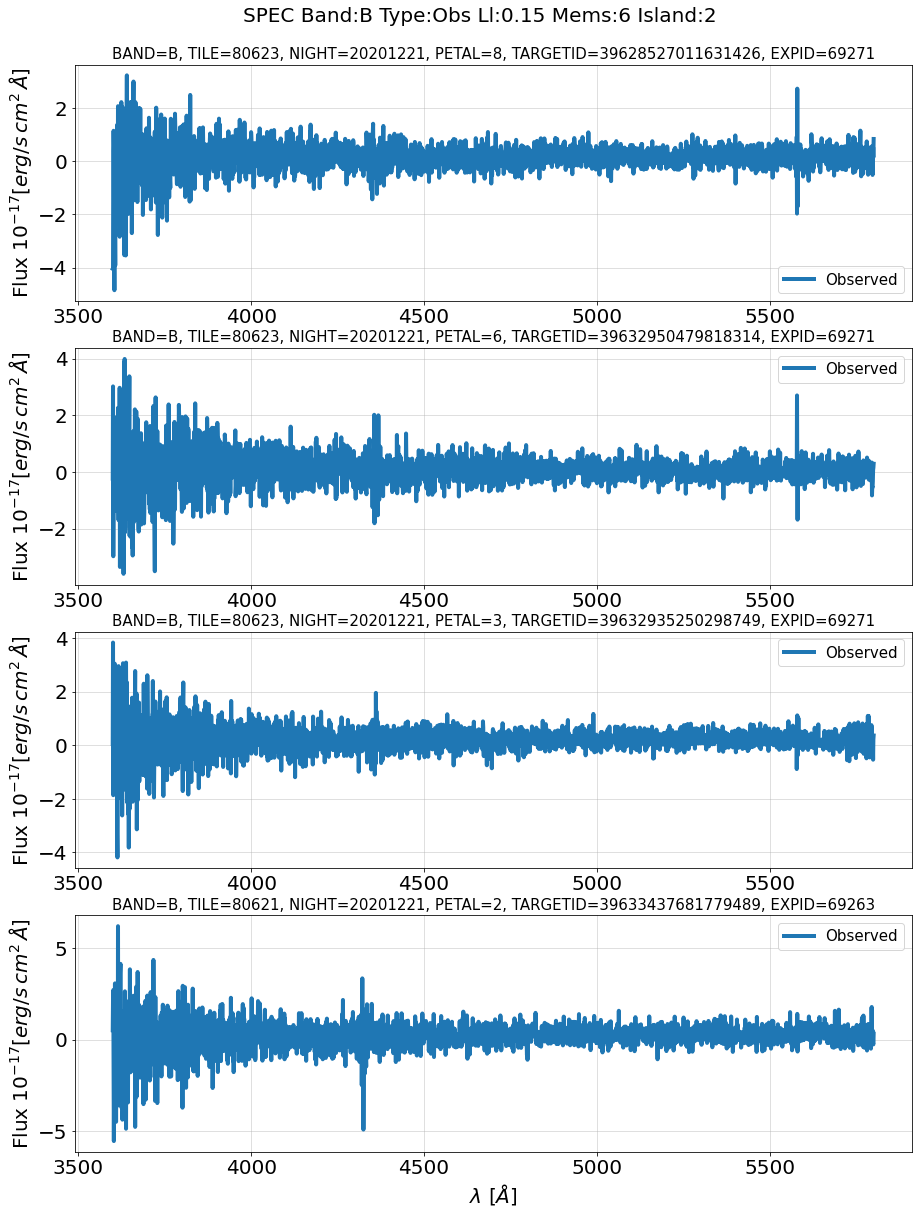 SPEC Band:B Type:Obs Ll:0.15 Mems:6 Island:2
BAND=B, TILE=80623, NIGHT=20201221, PETAL=8, TARGETID=39628527011631426, EXPID=69271
Flux 10^{-17}[erg/s cm^2 Å]
2
0
−2
−4
Observed
3500 4000 4500 5000 5500
BAND=B, TILE=80623, NIGHT=20201221, PETAL=6, TARGETID=39632950479818314, EXPID=69271
Flux 10^{-17}[erg/s cm^2 Å]
4
2
0
−2
Observed
3500 4000 4500 5000 5500
BAND=B, TILE=80623, NIGHT=20201221, PETAL=3, TARGETID=39632935250298749, EXPID=69271
Flux 10^{-17}[erg/s cm^2 Å]
4
2
0
−2
−4
Observed
3500 4000 4500 5000 5500
BAND=B, TILE=80621, NIGHT=20201221, PETAL=2, TARGETID=39633437681779489, EXPID=69263
Flux 10^{-17}[erg/s cm^2 Å]
5
0
−5
Observed
3500 4000 4500 5000 5500
λ [Å]